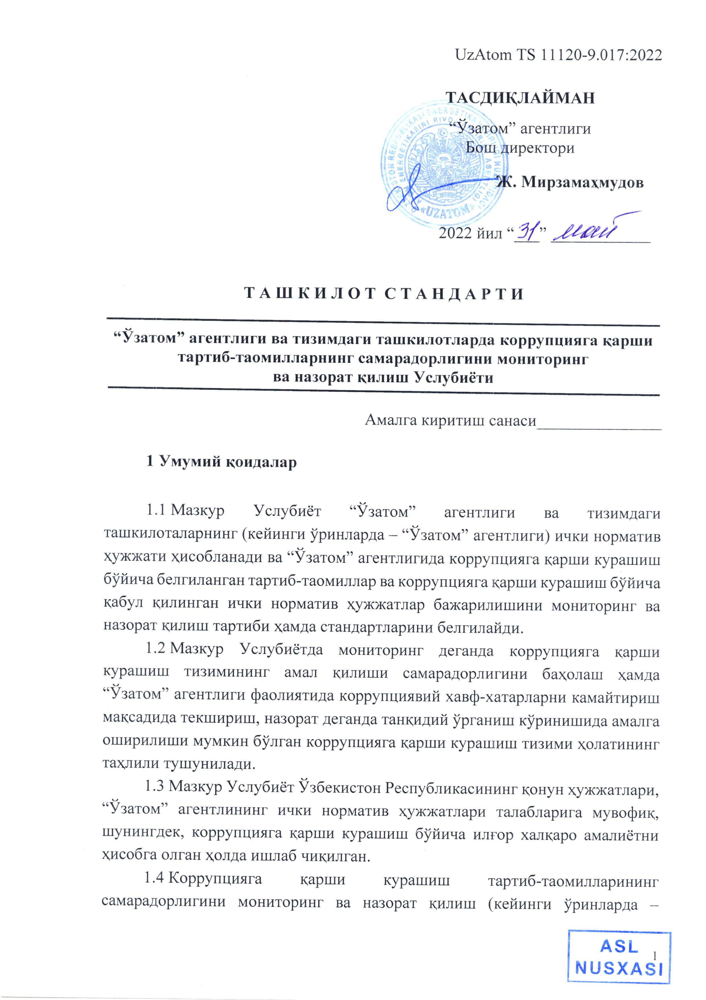 UzAtom TS 11120-9.017:2022
ТАСДИҚЛАЙМАН
“Ўзатом” агентлиги
Бош директори
Ж. Мирзамаҳмудов
«UZATOM»
2022 йил “31” май
ТАШКИЛОТ СТАНДАРТИ
“Ўзатом” агентлиги ва тизимдаги ташкилотларда коррупцияга қарши
тартиб-таомилларнинг самарадорлигини мониторинг
ва назорат қилиш Услубиёти
Амалга киритиш санаси
1 Умумий қоидалар
1.1 Мазкур Услубиёт “Ўзатом” агентлиги ва тизимдаги
ташкилоталарнинг (кейинги ўринларда – “Ўзатом” агентлиги) ички норматив
ҳужжати ҳисобланади ва “Ўзатом” агентлигида коррупцияга қарши курашиш
бўйича белгиланган тартиб-таомиллар ва коррупцияга қарши курашиш бўйича
қабул қилинган ички норматив ҳужжатлар бажарилишини мониторинг ва
назорат қилиш тартиби ҳамда стандартларини белгилайди.
1.2 Мазкур Услубиётда мониторинг деганда коррупцияга қарши
курашиш тизимининг амал қилиши самарадорлигини баҳолаш ҳамда
“Ўзатом” агентлиги фаолиятида коррупциявий хавф-хатарларни камайтириш
мақсадида текшириш, назорат деганда танқидий ўрганиш кўринишида амалга
оширилиши мумкин бўлган коррупцияга қарши курашиш тизими ҳолатининг
таҳлили тушунилади.
1.3 Мазкур Услубиёт Ўзбекистон Республикасининг қонун ҳужжатлари,
“Ўзатом” агентлининг ички норматив ҳужжатлари талабларига мувофиқ,
шунингдек, коррупцияга қарши курашиш бўйича илғор халқаро амалиётни
ҳисобга олган ҳолда ишлаб чиқилган.
1.4 Коррупцияга қарши курашиш тартиб-таомилларининг
самарадорлигини мониторинг ва назорат қилиш (кейинги ўринларда –
ASL
NUSXASI
1